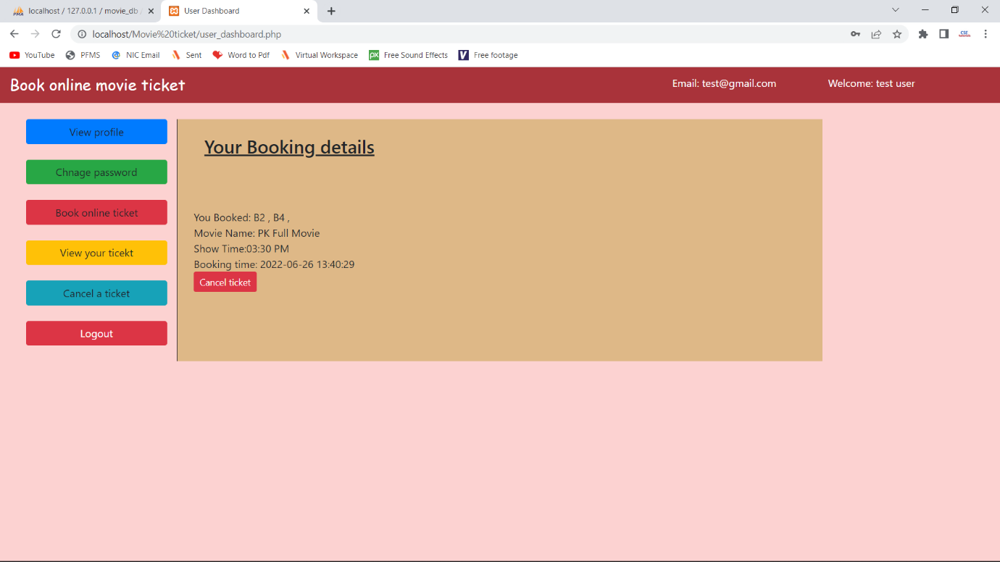 localhost / 127.0.0.1 / movie_db
User Dashboard
localhost/Movie%20ticket/user_dashboard.php
YouTube
PFMS
NIC Email
Sent
Word to Pdf
Virtual Workspace
Free Sound Effects
Free footage
Book online movie ticket
Email: test@gmail.com
Welcome: test user
View profile
Chnage password
Book online ticket
View your ticekt
Cancel a ticket
Logout
Your Booking details
You Booked: B2 , B4 ,
Movie Name: PK Full Movie
Show Time:03:30 PM
Booking time: 2022-06-26 13:40:29
Cancel ticket